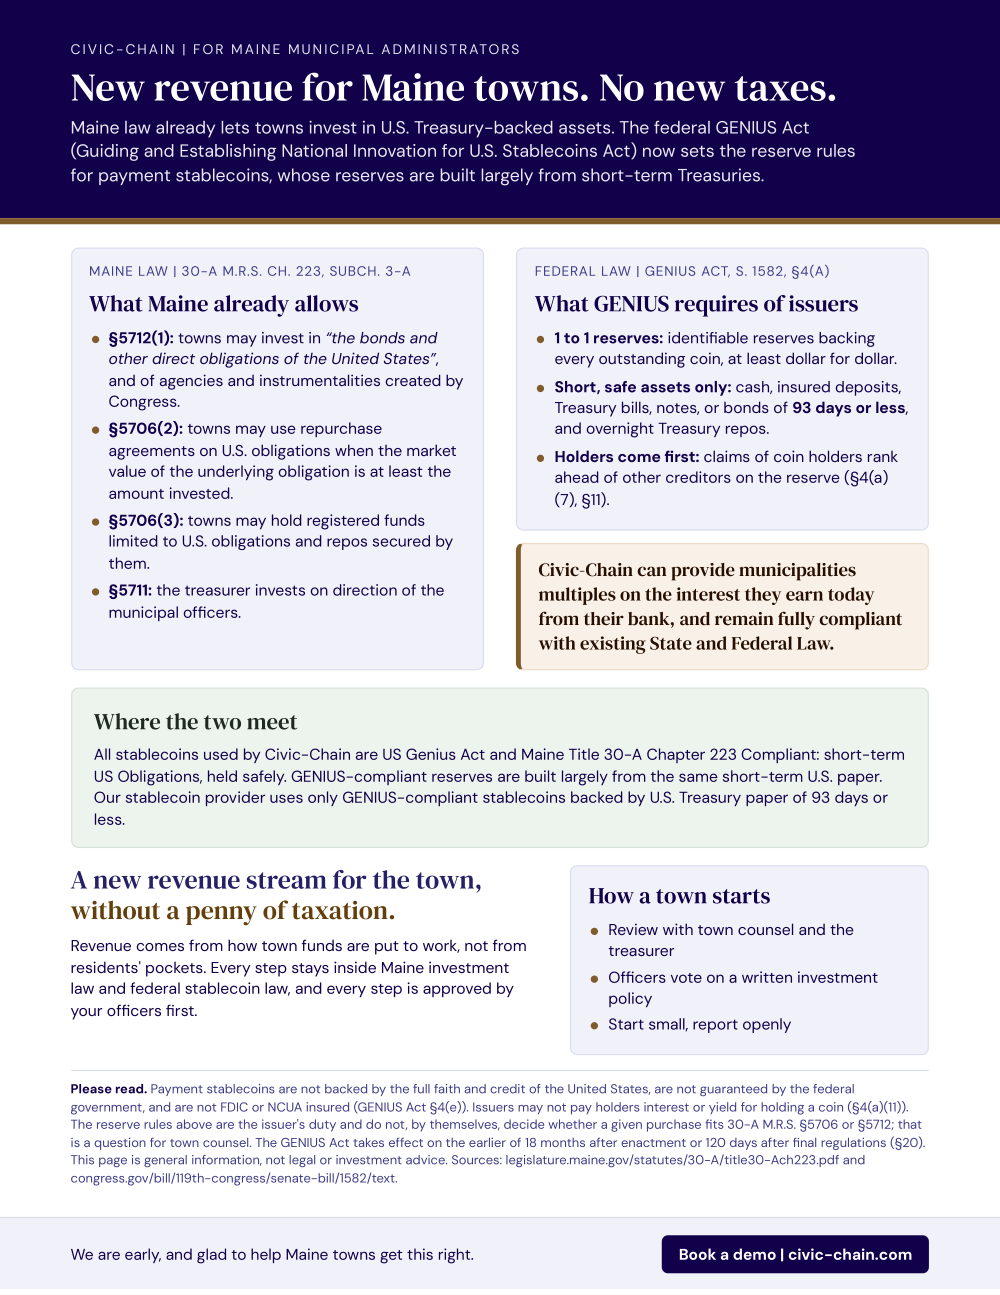 CIVIC-CHAIN | FOR MAINE MUNICIPAL ADMINISTRATORS
New revenue for Maine towns. No new taxes.
Maine law already lets towns invest in U.S. Treasury-backed assets. The federal GENIUS Act
(Guiding and Establishing National Innovation for U.S. Stablecoins Act) now sets the reserve rules
for payment stablecoins, whose reserves are built largely from short-term Treasuries.
MAINE LAW | 30-A M.R.S. CH. 223, SUBCH. 3-A
What Maine already allows
• §5712(1): towns may invest in “the bonds and
other direct obligations of the United States”,
and of agencies and instrumentalities created by
Congress.
• §5706(2): towns may use repurchase
agreements on U.S. obligations when the market
value of the underlying obligation is at least the
amount invested.
• §5706(3): towns may hold registered funds
limited to U.S. obligations and repos secured by
them.
• §5711: the treasurer invests on direction of the
municipal officers.
FEDERAL LAW | GENIUS ACT, S. 1582, §4(A)
What GENIUS requires of issuers
• 1 to 1 reserves: identifiable reserves backing
every outstanding coin, at least dollar for dollar.
• Short, safe assets only: cash, insured deposits,
Treasury bills, notes, or bonds of 93 days or less,
and overnight Treasury repos.
• Holders come first: claims of coin holders rank
ahead of other creditors on the reserve (§4(a)
(7), §11).
Civic-Chain can provide municipalities
multiples on the interest they earn today
from their bank, and remain fully compliant
with existing State and Federal Law.
Where the two meet
All stablecoins used by Civic-Chain are US Genius Act and Maine Title 30-A Chapter 223 Compliant: short-term
US Obligations, held safely. GENIUS-compliant reserves are built largely from the same short-term U.S. paper.
Our stablecoin provider uses only GENIUS-compliant stablecoins backed by U.S. Treasury paper of 93 days or
less.
A new revenue stream for the town,
without a penny of taxation.
Revenue comes from how town funds are put to work, not from
residents' pockets. Every step stays inside Maine investment
law and federal stablecoin law, and every step is approved by
your officers first.
How a town starts
• Review with town counsel and the
treasurer
• Officers vote on a written investment
policy
• Start small, report openly
Please read. Payment stablecoins are not backed by the full faith and credit of the United States, are not guaranteed by the federal
government, and are not FDIC or NCUA insured (GENIUS Act §4(e)). Issuers may not pay holders interest or yield for holding a coin (§4(a)(11)).
The reserve rules above are the issuer's duty and do not, by themselves, decide whether a given purchase fits 30-A M.R.S. §5706 or §5712; that
is a question for town counsel. The GENIUS Act takes effect on the earlier of 18 months after enactment or 120 days after final regulations (§20).
This page is general information, not legal or investment advice. Sources: legislature.maine.gov/statutes/30-A/title30-Ach223.pdf and
congress.gov/bill/119th-congress/senate-bill/1582/text.
We are early, and glad to help Maine towns get this right.
Book a demo | civic-chain.com